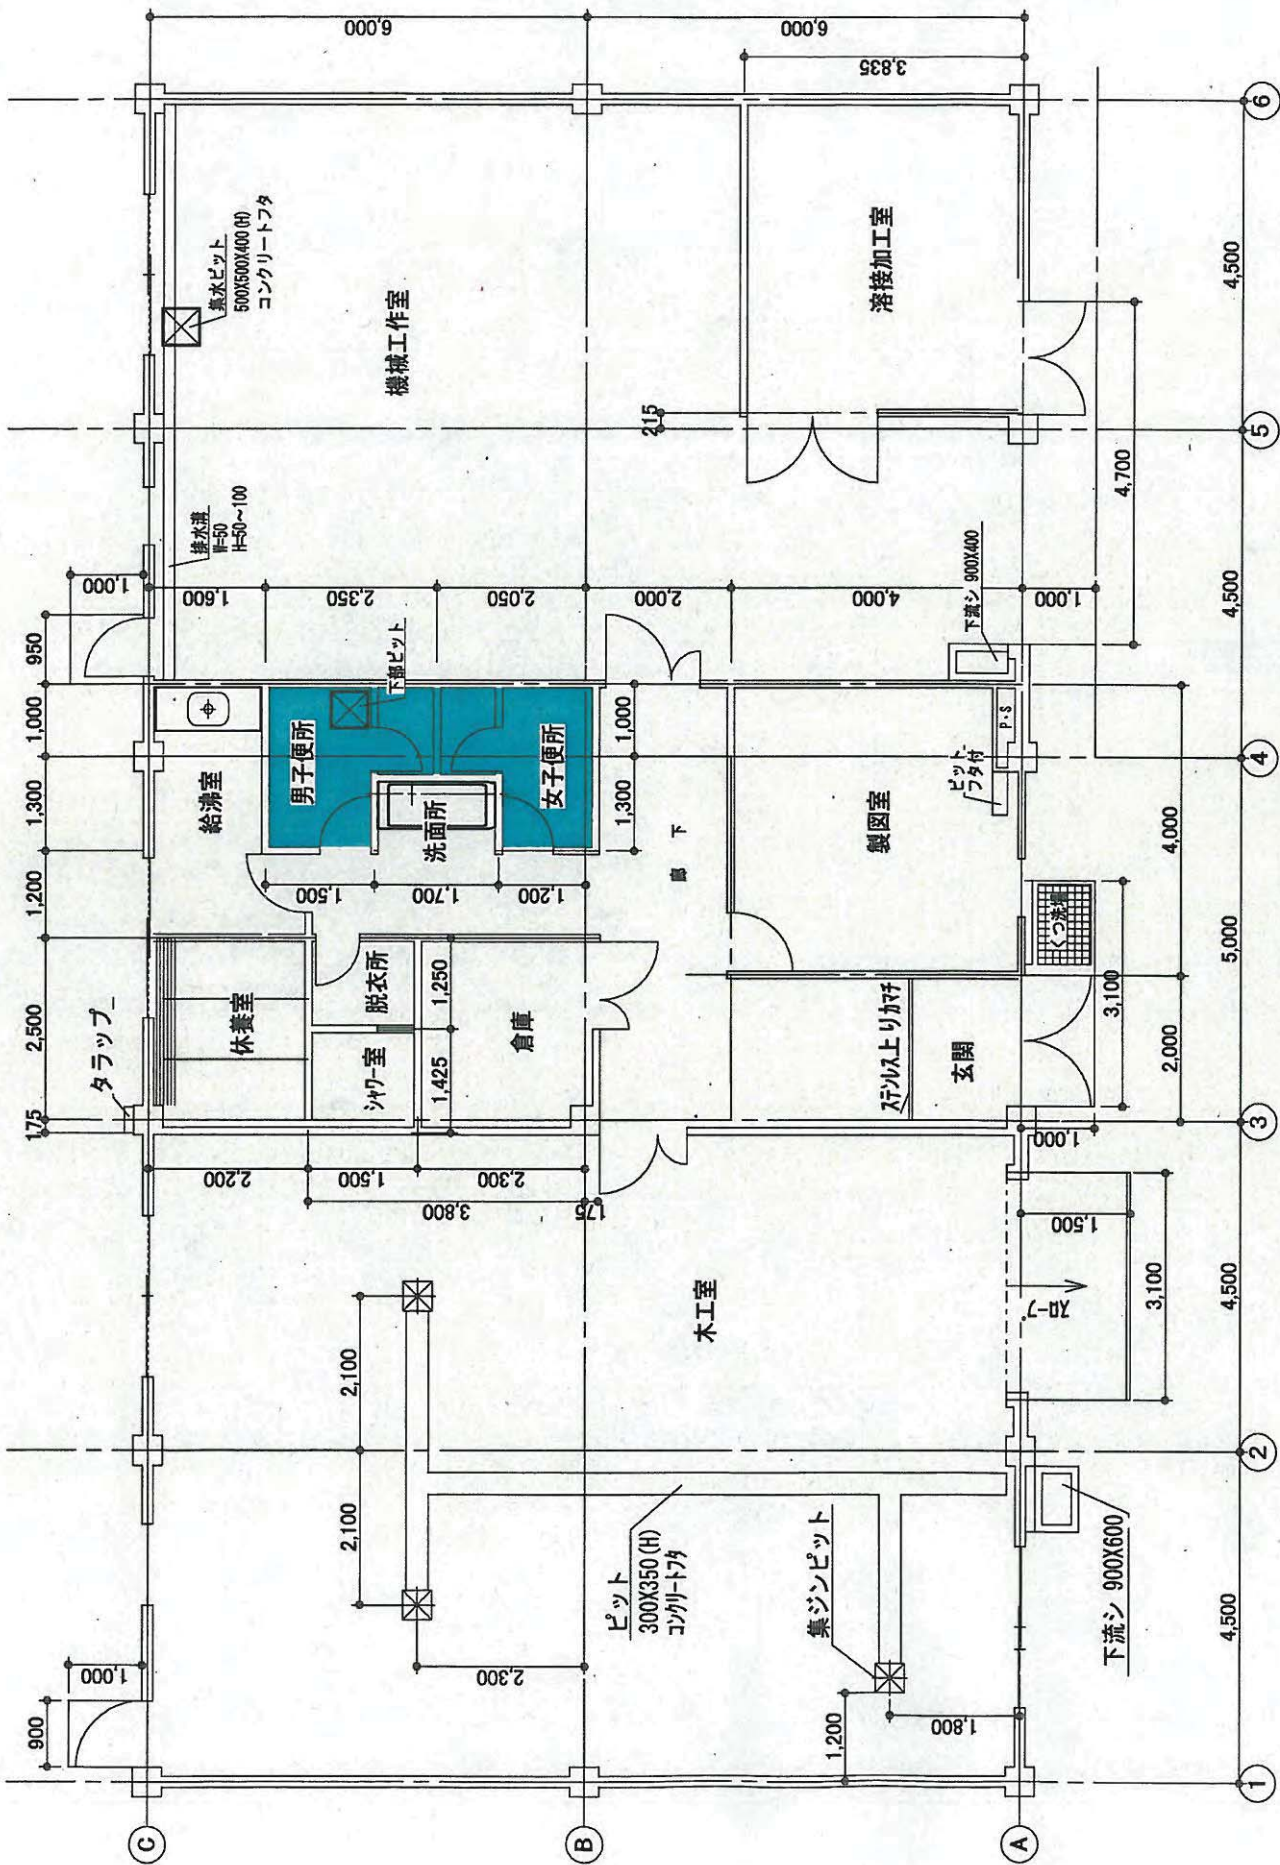 C
B
A
1
2
3
4
5
6
900
1,000
175
2,500
1,200
1,300
1,000
950
1,000
タラップ
休養室
脱衣所
シャワー室
倉庫
1,425
1,250
2,200
1,500
2,300
3,800
175
給沸室
男子便所
女子便所
洗面所
下部ピット
1,500
1,700
1,200
1,300
1,000
排水溝
W=50
H=50~100
集水ピット
500X500X400(H)
コンクリートフタ
機械工作室
1,600
2,350
2,050
2,000
4,000
1,000
6,000
6,000
3,835
215
溶接加工室
下流シ 900X400
4,700
廊 下
製図室
ピット
フタ付
P・S
くつ洗場
玄関
ステンレス上リカマチ
3,100
4,000
2,000
5,000
1,000
木工室
2,100
2,100
2,300
ピット
300X350(H)
コンクリートフタ
集ジンピット
1,200
1,800
スロープ
1,500
3,100
下流シ 900X600
4,500
4,500
4,500
4,500